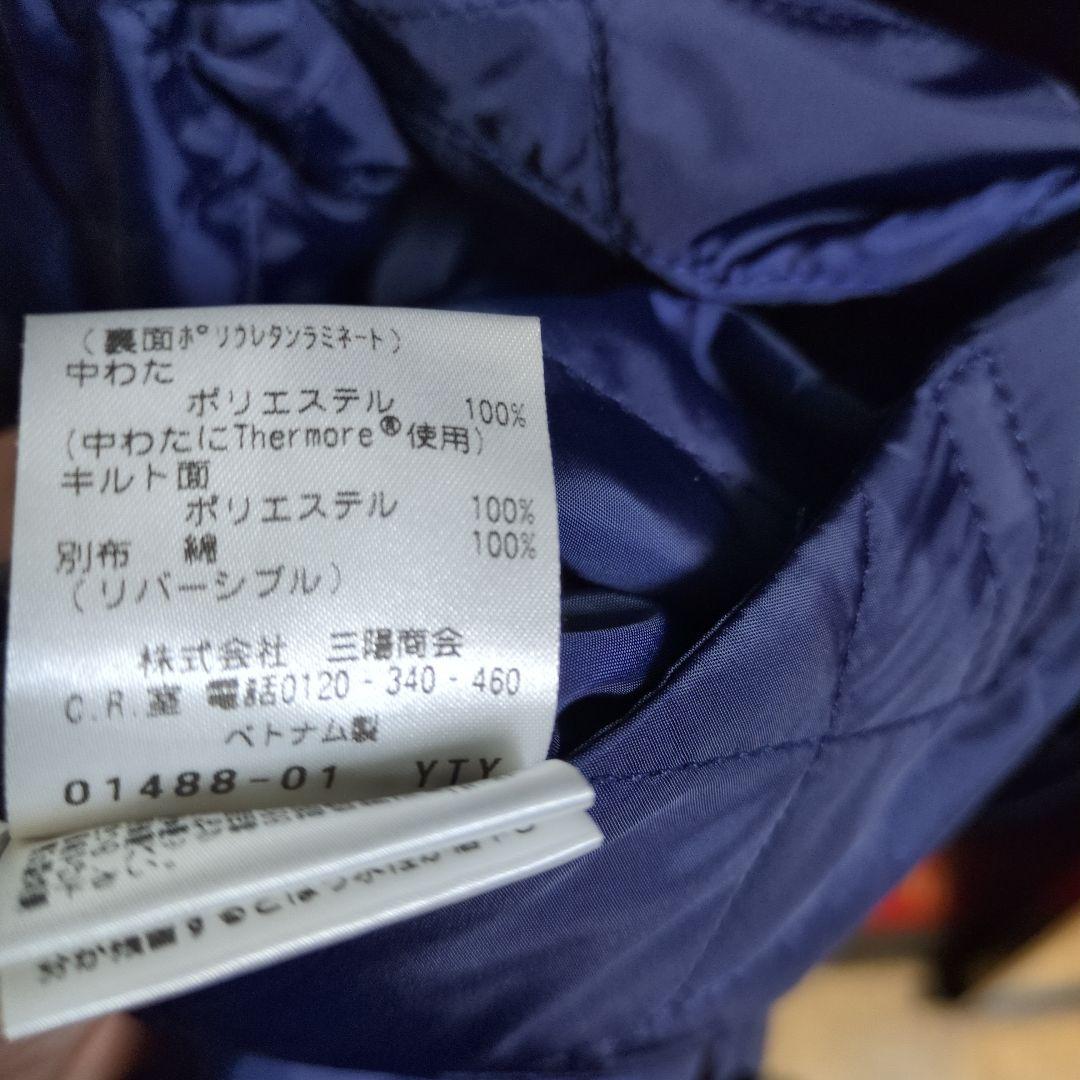 (裏面ﾎﾟﾘｳﾚﾀﾝﾗﾐﾈｰﾄ)
中わた
ポリエステル 100%
(中わたにThermore®使用)
キルト面
ポリエステル 100%
別布 綿 100%
(リバーシブル)
株式会社 三陽商会
C.R.室 電話0120-340-460
ベトナム製
01488-01 YTY